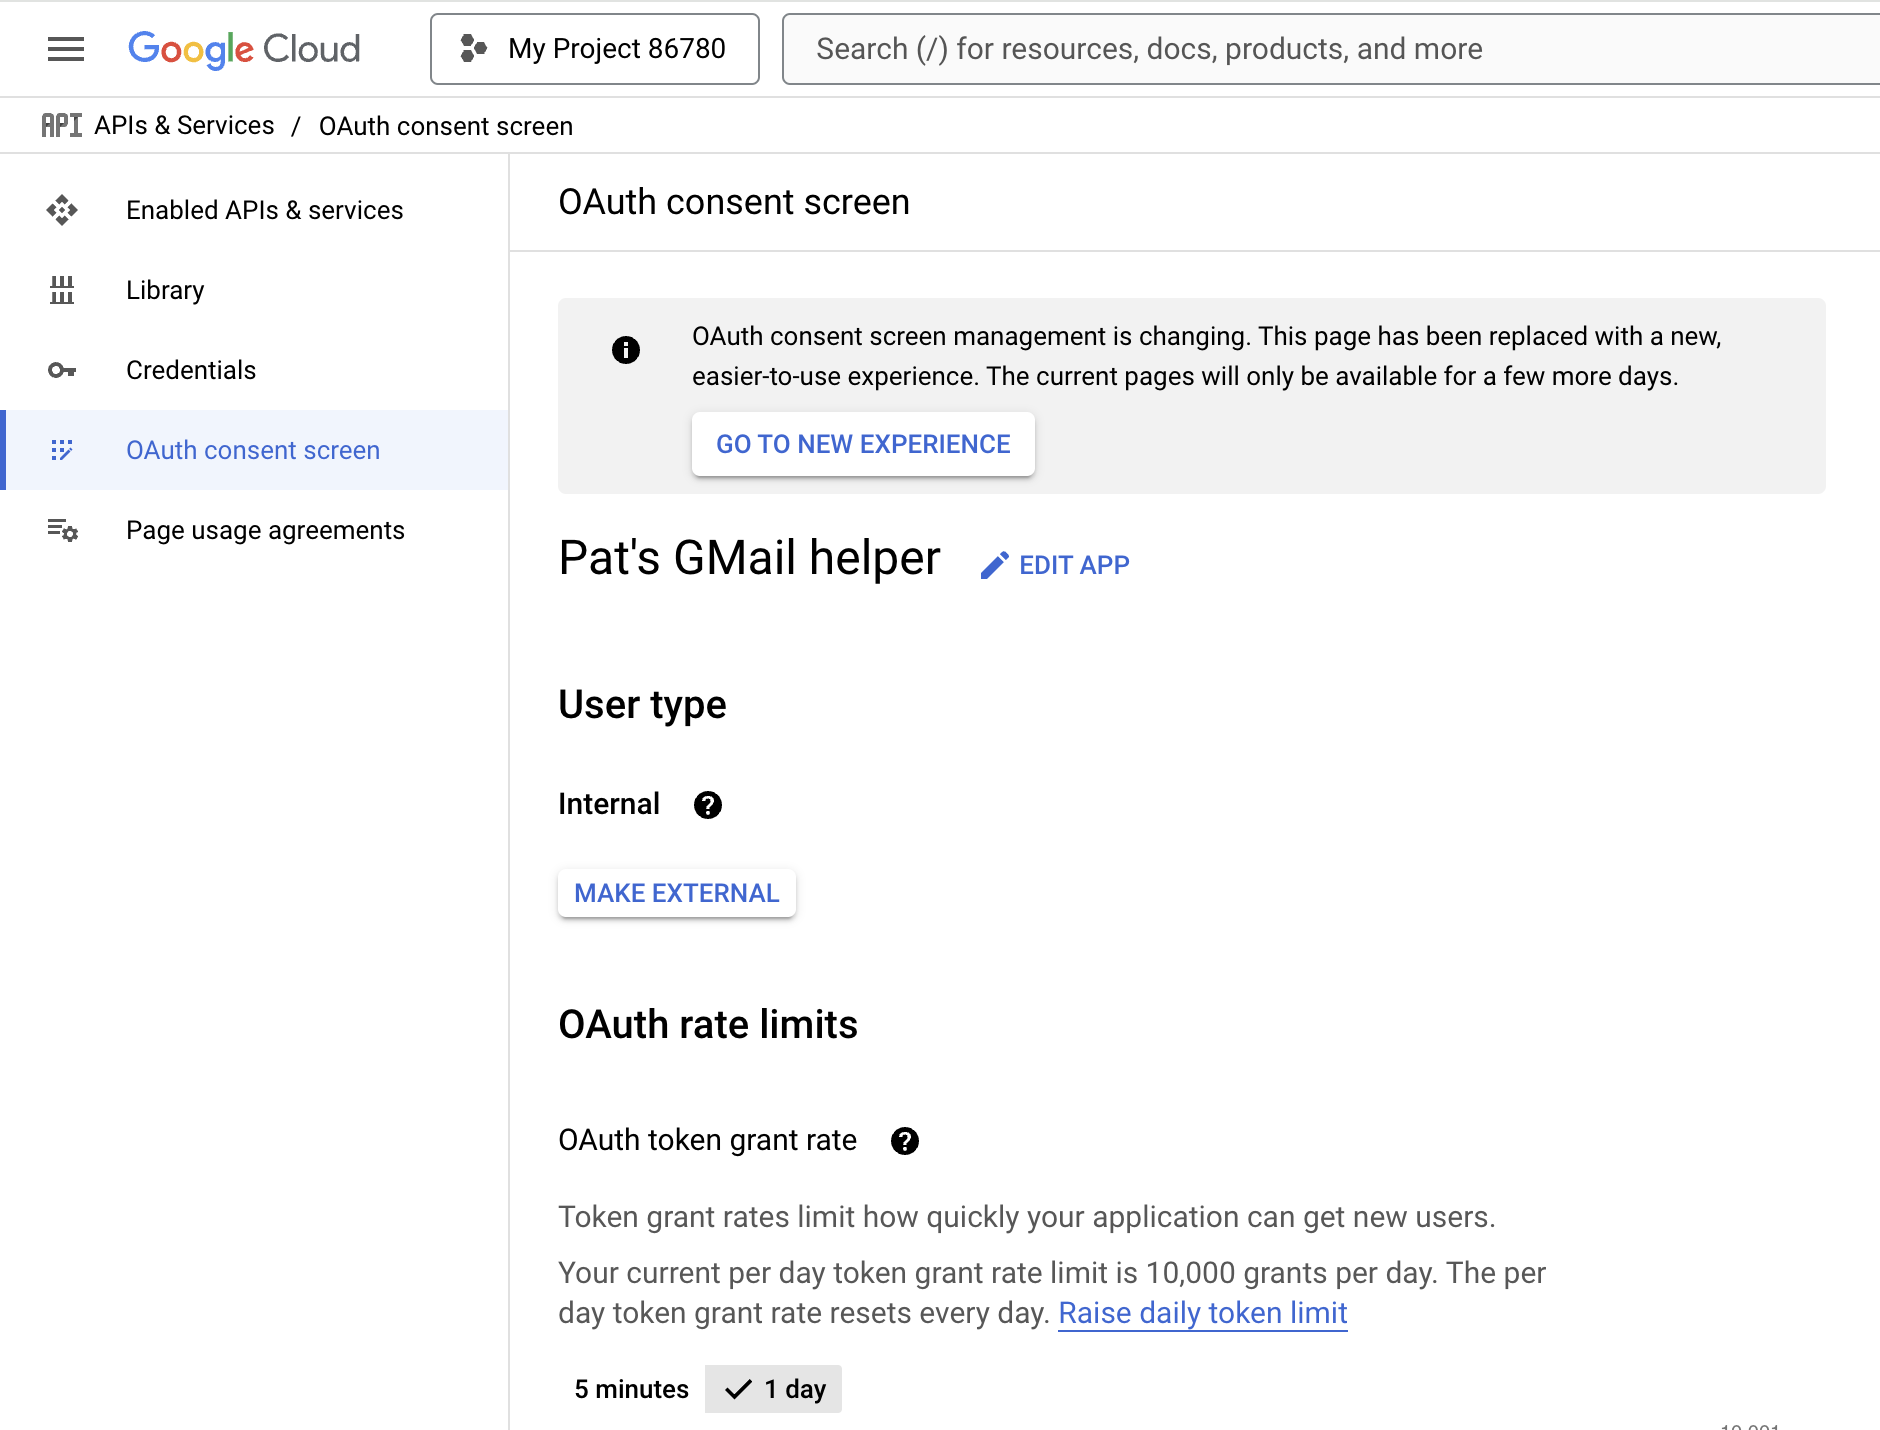 Google Cloud
My Project 86780
Search (/) for resources, docs, products, and more
API APIs & Services / OAuth consent screen
Enabled APIs & services
Library
Credentials
OAuth consent screen
Page usage agreements
OAuth consent screen
OAuth consent screen management is changing. This page has been replaced with a new,
easier-to-use experience. The current pages will only be available for a few more days.
GO TO NEW EXPERIENCE
Pat's GMail helper
EDIT APP
User type
Internal
MAKE EXTERNAL
OAuth rate limits
OAuth token grant rate
Token grant rates limit how quickly your application can get new users.
Your current per day token grant rate limit is 10,000 grants per day. The per
day token grant rate resets every day. Raise daily token limit
5 minutes
1 day